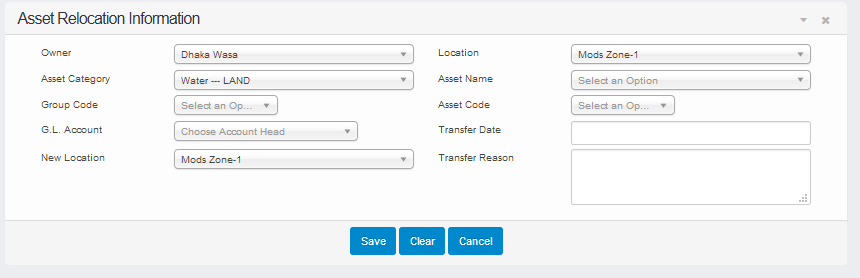 Asset Relocation Information
Owner Dhaka Wasa Location Mods Zone-1
Asset Category Water --- LAND Asset Name Select an Option
Group Code Select an Op... Asset Code Select an Op...
G.L. Account Choose Account Head Transfer Date
New Location Mods Zone-1 Transfer Reason
Save Clear Cancel